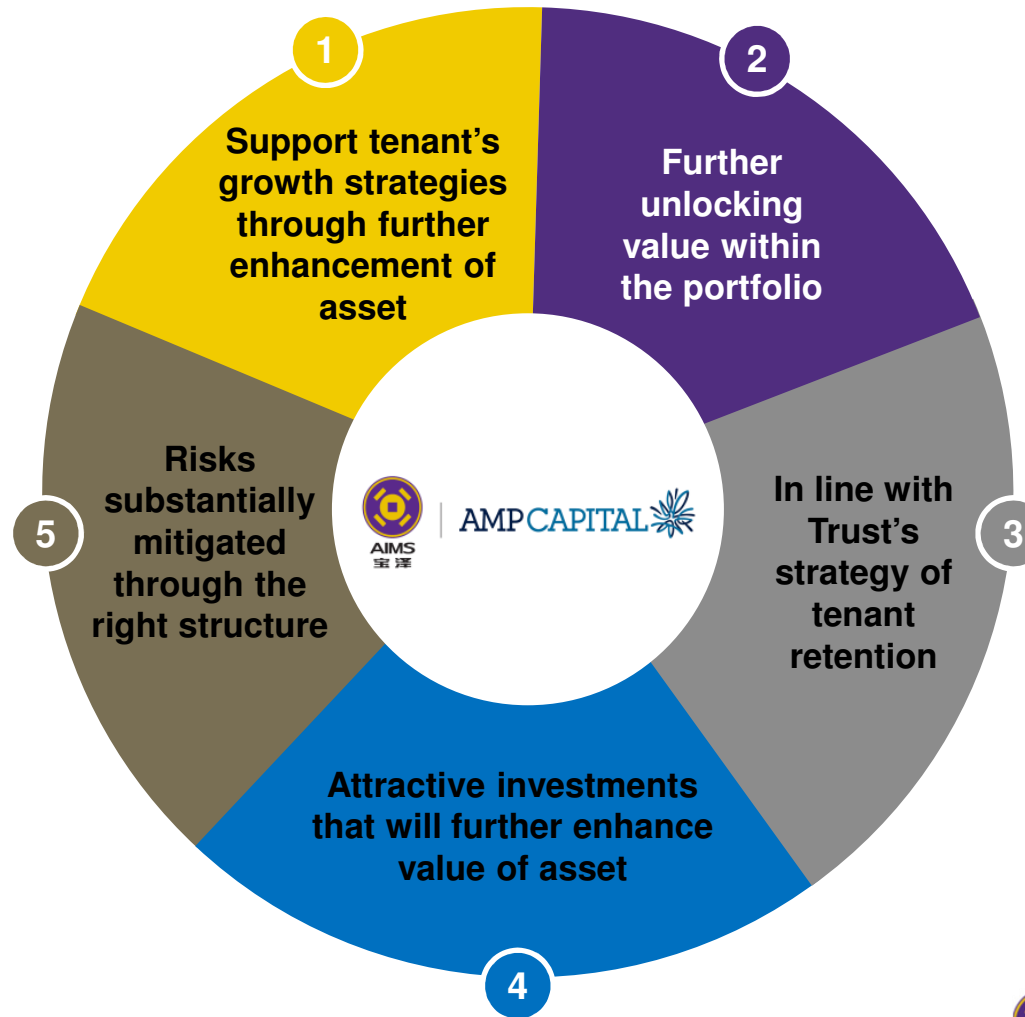 1
Support tenant’s
growth strategies
through further
enhancement of
asset
2
Further
unlocking
value within
the portfolio
3
In line with
Trust’s
strategy of
tenant
retention
4
Attractive investments
that will further enhance
value of asset
5
Risks
substantially
mitigated
through the
right structure
AIMS
宝泽
AMP CAPITAL